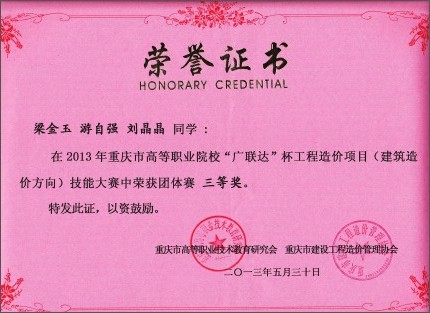 荣誉证书
HONORARY CREDENTIAL
梁金玉 游自强 刘晶晶 同学：
在2013年重庆市高等职业院校“广联达”杯工程造价项目（建筑造
价方向）技能大赛中荣获团体赛 三等奖。
特发此证，以资鼓励。
重庆市高等职业技术教育研究会 重庆市建设工程造价管理协会
二〇一三年五月三十日